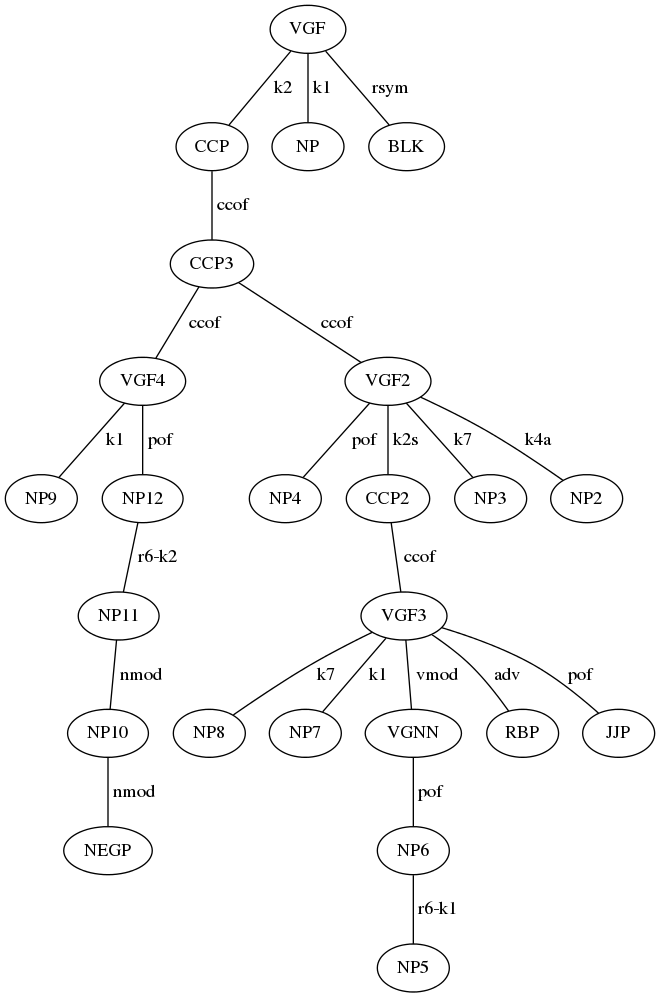 VGF
k2 k1 rsym
CCP NP BLK
ccof
CCP3
ccof ccof
VGF4 VGF2
k1 pof pof k2s k7 k4a
NP9 NP12 NP4 CCP2 NP3 NP2
r6-k2 ccof
NP11 VGF3
nmod k7 k1 vmod adv pof
NP10 NP8 NP7 VGNN RBP JJP
nmod pof
NEGP NP6
r6-k1
NP5